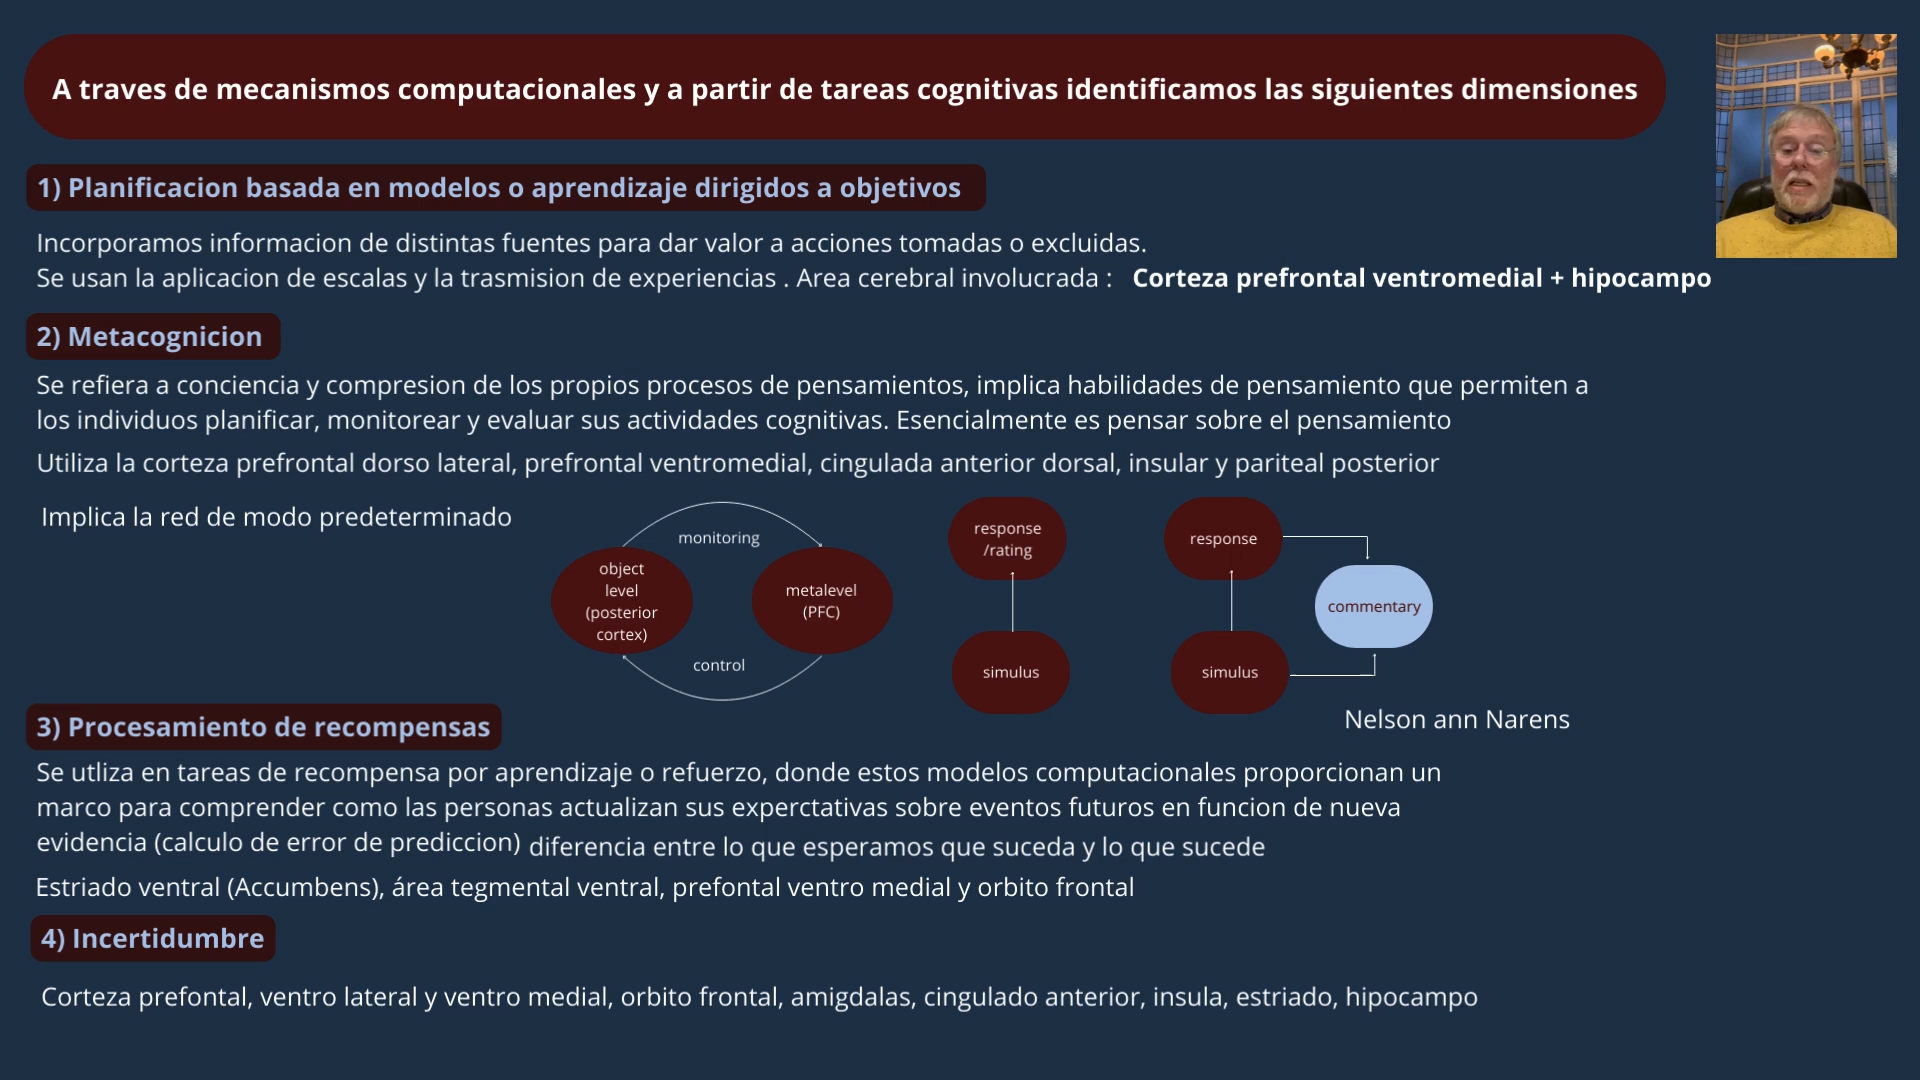 A traves de mecanismos computacionales y a partir de tareas cognitivas identificamos las siguientes dimensiones
1) Planificacion basada en modelos o aprendizaje dirigidos a objetivos
Incorporamos informacion de distintas fuentes para dar valor a acciones tomadas o excluidas.
Se usan la aplicacion de escalas y la trasmision de experiencias . Area cerebral involucrada : Corteza prefrontal ventromedial + hipocampo
2) Metacognicion
Se refiera a conciencia y compresion de los propios procesos de pensamientos, implica habilidades de pensamiento que permiten a
los individuos planificar, monitorear y evaluar sus actividades cognitivas. Esencialmente es pensar sobre el pensamiento
Utiliza la corteza prefrontal dorso lateral, prefrontal ventromedial, cingulada anterior dorsal, insular y pariteal posterior
Implica la red de modo predeterminado
monitoring
object
level
(posterior
cortex)
metalevel
(PFC)
control
response
/rating
simulus
response
commentary
simulus
Nelson ann Narens
3) Procesamiento de recompensas
Se utliza en tareas de recompensa por aprendizaje o refuerzo, donde estos modelos computacionales proporcionan un
marco para comprender como las personas actualizan sus experctativas sobre eventos futuros en funcion de nueva
evidencia (calculo de error de prediccion) diferencia entre lo que esperamos que suceda y lo que sucede
Estriado ventral (Accumbens), área tegmental ventral, prefontal ventro medial y orbito frontal
4) Incertidumbre
Corteza prefontal, ventro lateral y ventro medial, orbito frontal, amigdalas, cingulado anterior, insula, estriado, hipocampo